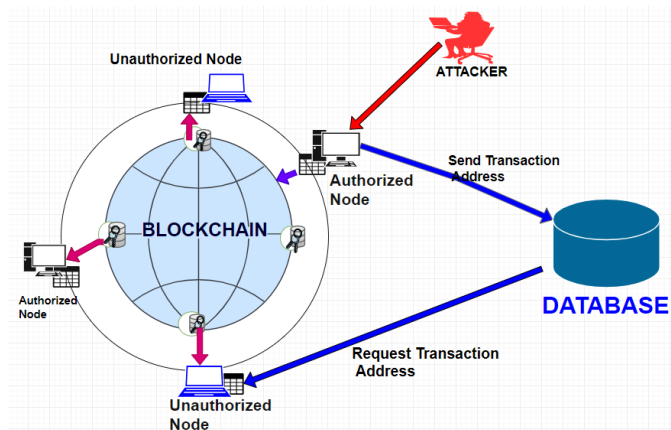 Unauthorized Node
ATTACKER
Send Transaction
Address
Authorized
Node
BLOCKCHAIN
Authorized
Node
DATABASE
Request Transaction
Address
Unauthorized
Node